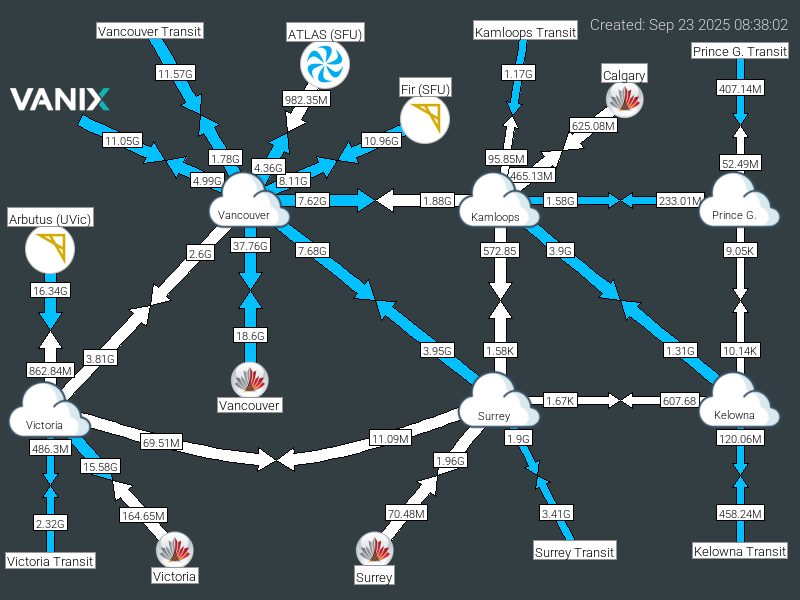 Created: Sep 23 2025 08:38:02
Vancouver Transit
ATLAS (SFU)
Kamloops Transit
Prince G. Transit
11.57G
1.17G
Calgary
Fir (SFU)
407.14M
VANIX
982.35M
625.08M
11.05G
10.96G
1.78G
95.85M
52.49M
4.36G
465.13M
4.99G
8.11G
7.62G
1.88G
1.58G
233.01M
Vancouver
Kamloops
Prince G.
Arbutus (UVic)
37.76G
2.6G
7.68G
572.85
3.9G
9.05K
16.34G
18.6G
3.81G
3.95G
1.58K
1.31G
10.14K
862.84M
Vancouver
1.67K
607.68
Victoria
Surrey
Kelowna
486.3M
69.51M
11.09M
1.9G
120.06M
15.58G
1.96G
2.32G
164.65M
70.48M
3.41G
458.24M
Victoria Transit
Victoria
Surrey
Surrey Transit
Kelowna Transit